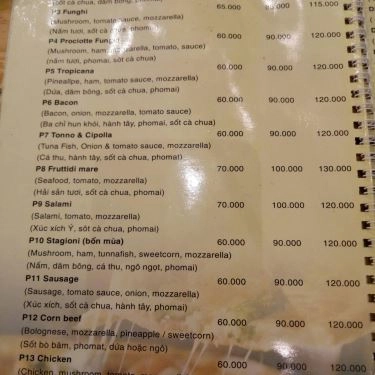 sốt cà chua, dăm bông, phomai) 65.000 85.000 115.000
P3 Funghi
(Mushroom, tomato sauce, mozzarella)
(Nấm tươi, sốt cà chua, phomai) 60.000 90.000 120.000
P4 Prociotte Funghi
(Mushroom, ham, mozzarella, tomato, sauce)
(nấm tươi, phomai, sốt cà chua) 60.000 90.000 120.000
P5 Tropicana
(Pineallpe, ham, tomato sauce, mozzarella)
(Dứa, dăm bông, sốt cà chua, phomai) 60.000 90.000 120.000
P6 Bacon
(Bacon, onion, mozzarella, tomato sauce)
(Ba chỉ hun khói, hành tây, phomai, sốt cà chua) 60.000 90.000 120.000
P7 Tonno & Cipolla
(Tuna Fish, Onion & tomato sauce, mozzarella)
(Cá thu, hành tây, sốt cà chua, phomai)
P8 Fruttidi mare 70.000 100.000 130.000
(Seafood, tomato, mozzarella)
(Hải sản tươi, sốt cà chua, phomai)
P9 Salami 70.000 100.000 120.000
(Salami, tomato, mozzarella)
(Xúc xích Ý, sốt cà chua, phomai)
P10 Stagioni (bốn mùa) 60.000 90.000 120.000
(Mushroom, ham, tunnafish, sweetcorn, mozzarella)
(Nấm, dăm bông, cá thu, ngô ngọt, phomai)
P11 Sausage 60.000 90.000 120.000
(Sausage, tomato sauce, onion, mozzarella)
(Xúc xích, sốt cà chua, hành tây, phomai)
P12 Corn beef 60.000 90.000 120.000
(Bolognese, mozzarella, pineapple / sweetcorn)
(Sốt bò băm, phomat, dứa hoặc ngô)
P13 Chicken 60.000 90.000 120.000
(Chicken, mushroom, tomato